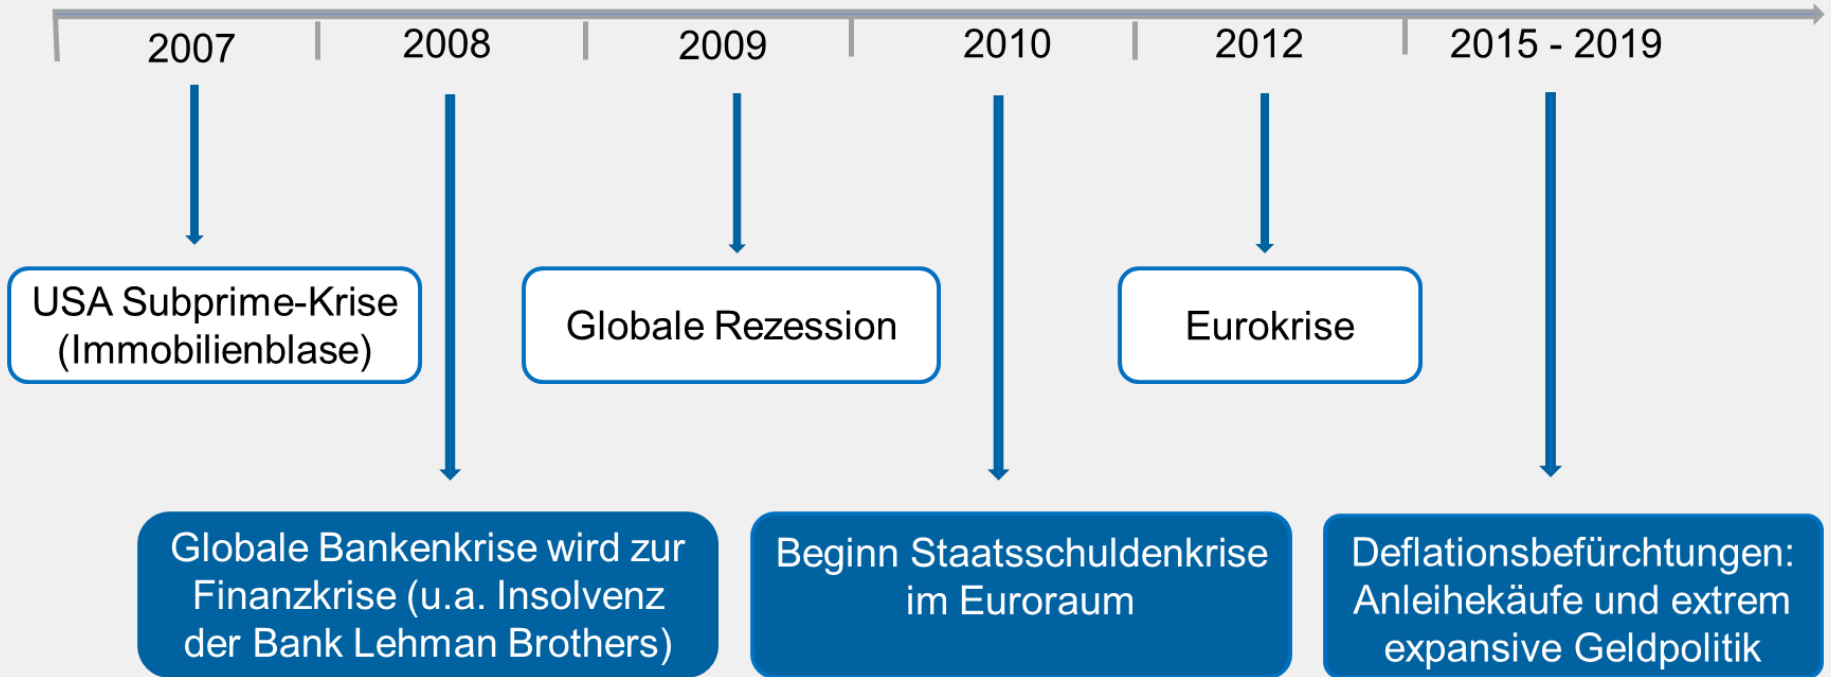 2007
2008
2009
2010
2012
2015 - 2019
USA Subprime-Krise
(Immobilienblase)
Globale Rezession
Eurokrise
Globale Bankenkrise wird zur
Finanzkrise (u.a. Insolvenz
der Bank Lehman Brothers)
Beginn Staatsschuldenkrise
im Euroraum
Deflationsbefürchtungen:
Anleihekäufe und extrem
expansive Geldpolitik